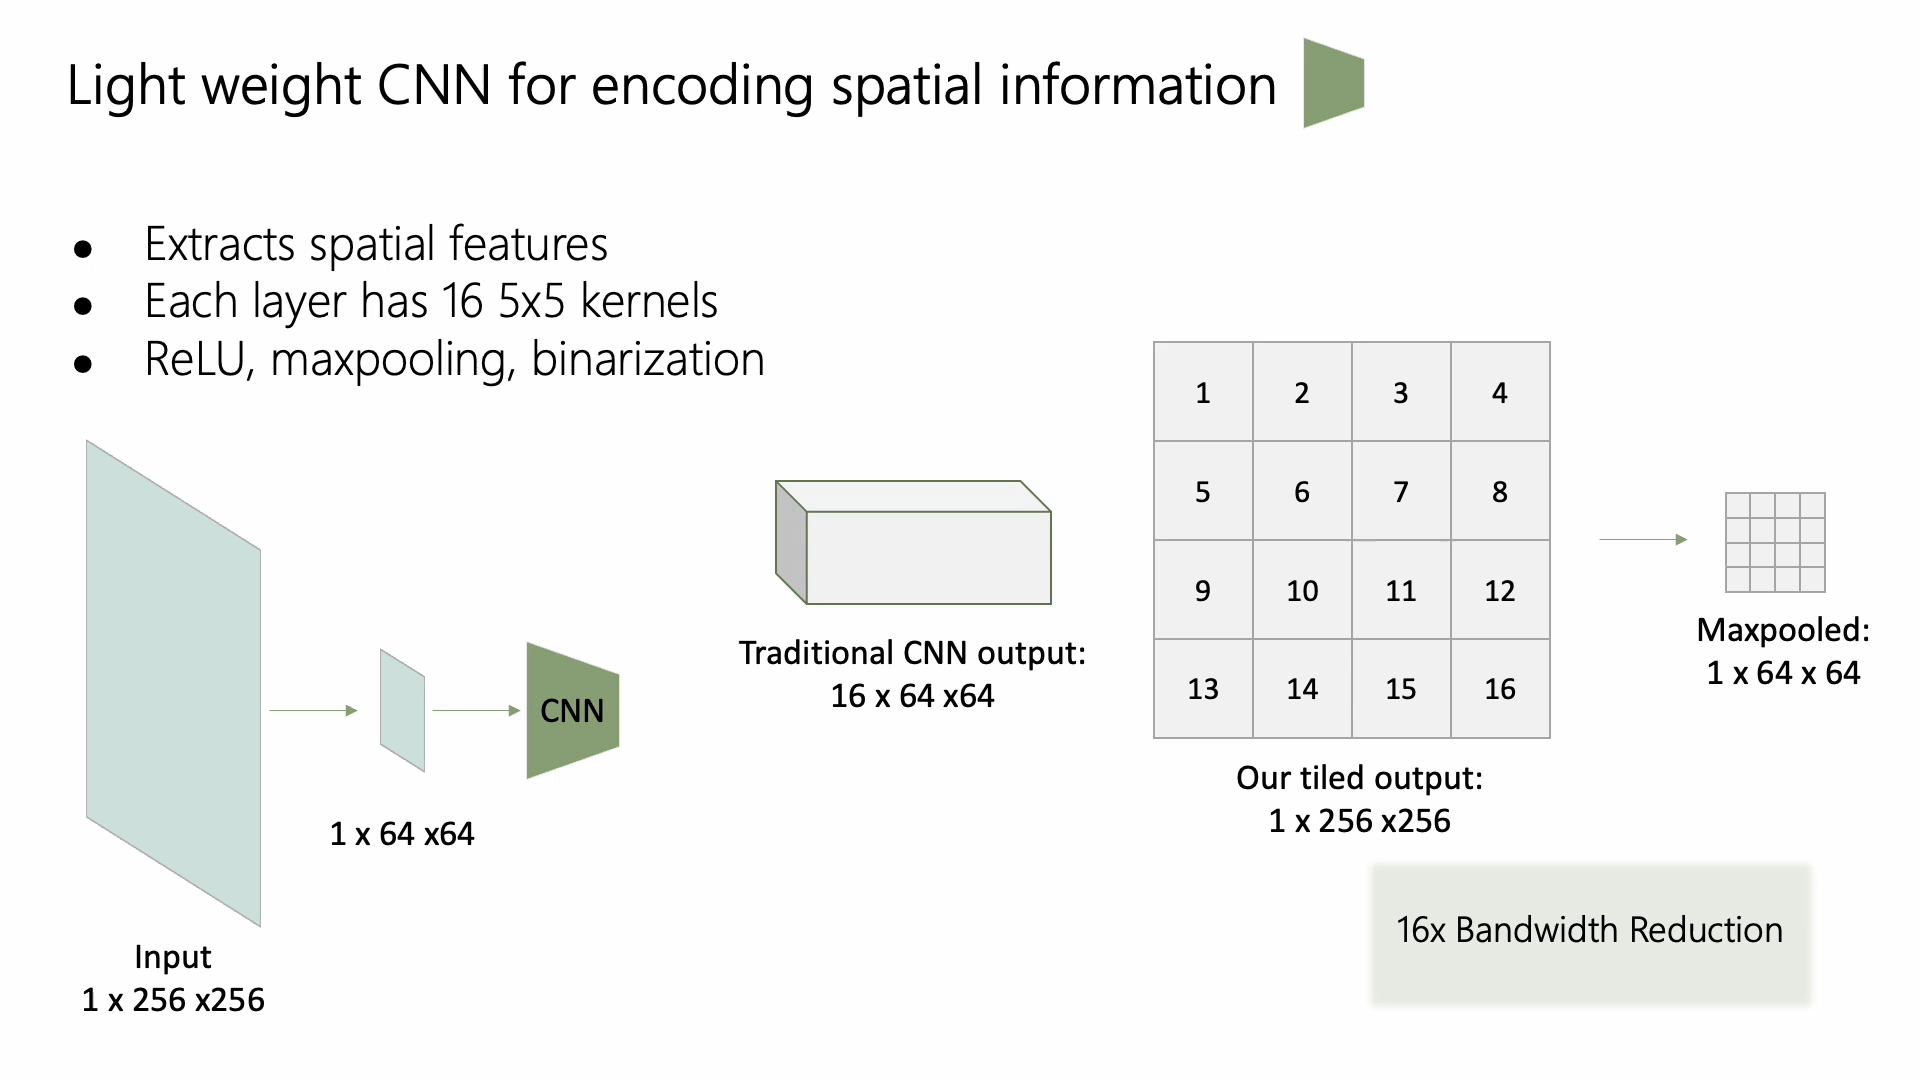 Light weight CNN for encoding spatial information
● Extracts spatial features
● Each layer has 16 5x5 kernels
● ReLU, maxpooling, binarization
Input
1 x 256 x256
1 x 64 x64
CNN
Traditional CNN output:
16 x 64 x64
1 2 3 4
5 6 7 8
9 10 11 12
13 14 15 16
Our tiled output:
1 x 256 x256
Maxpooled:
1 x 64 x 64
16x Bandwidth Reduction